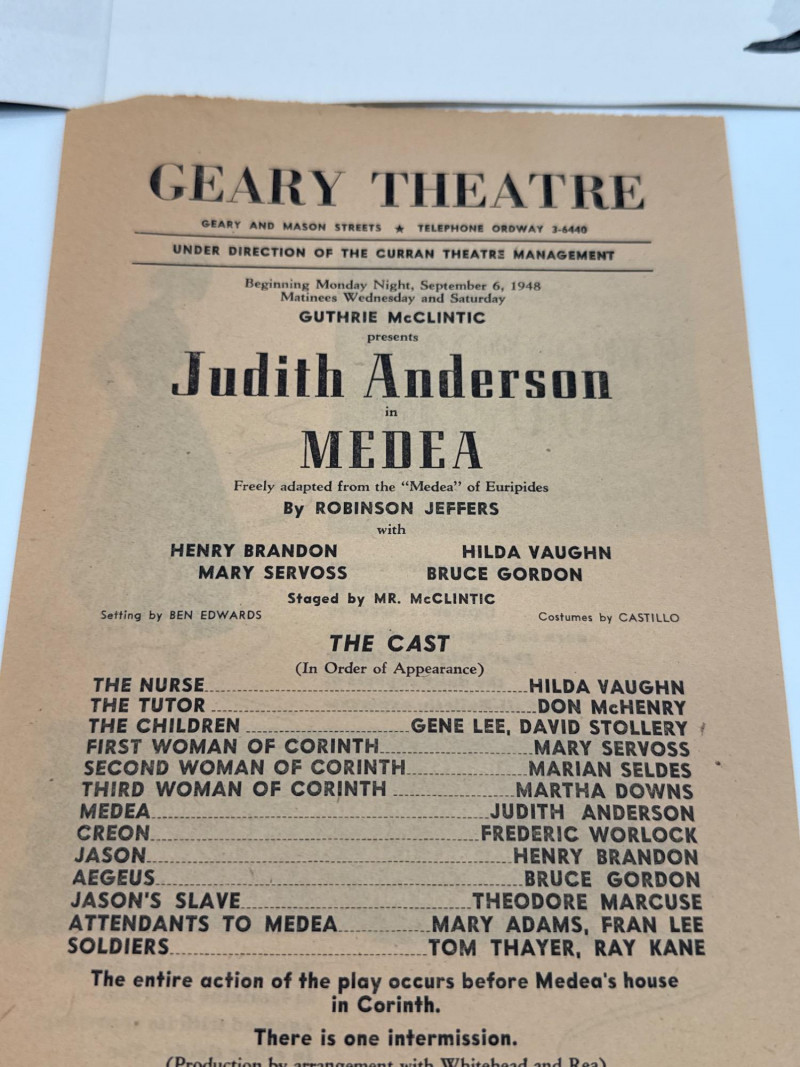 GEARY THEATRE
GEARY AND MASON STREETS ★ TELEPHONE ORDWAY 3-6440
UNDER DIRECTION OF THE CURRAN THEATRE MANAGEMENT
Beginning Monday Night, September 6, 1948
Matinees Wednesday and Saturday
GUTHRIE McCLINTIC
presents
Judith Anderson
in
MEDEA
Freely adapted from the "Medea" of Euripides
By ROBINSON JEFFERS
with
HENRY BRANDON HILDA VAUGHN
MARY SERVOSS BRUCE GORDON
Staged by MR. McCLINTIC
Setting by BEN EDWARDS Costumes by CASTILLO
THE CAST
(In Order of Appearance)
THE NURSE HILDA VAUGHN
THE TUTOR DON McHENRY
THE CHILDREN GENE LEE, DAVID STOLLERY
FIRST WOMAN OF CORINTH MARY SERVOSS
SECOND WOMAN OF CORINTH MARIAN SELDES
THIRD WOMAN OF CORINTH MARTHA DOWNS
MEDEA JUDITH ANDERSON
CREON FREDERIC WORLOCK
JASON HENRY BRANDON
AEGEUS BRUCE GORDON
JASON'S SLAVE THEODORE MARCUSE
ATTENDANTS TO MEDEA MARY ADAMS, FRAN LEE
SOLDIERS TOM THAYER, RAY KANE
The entire action of the play occurs before Medea's house
in Corinth.
There is one intermission.
(Production by arrangement with Whitehead and Rea)